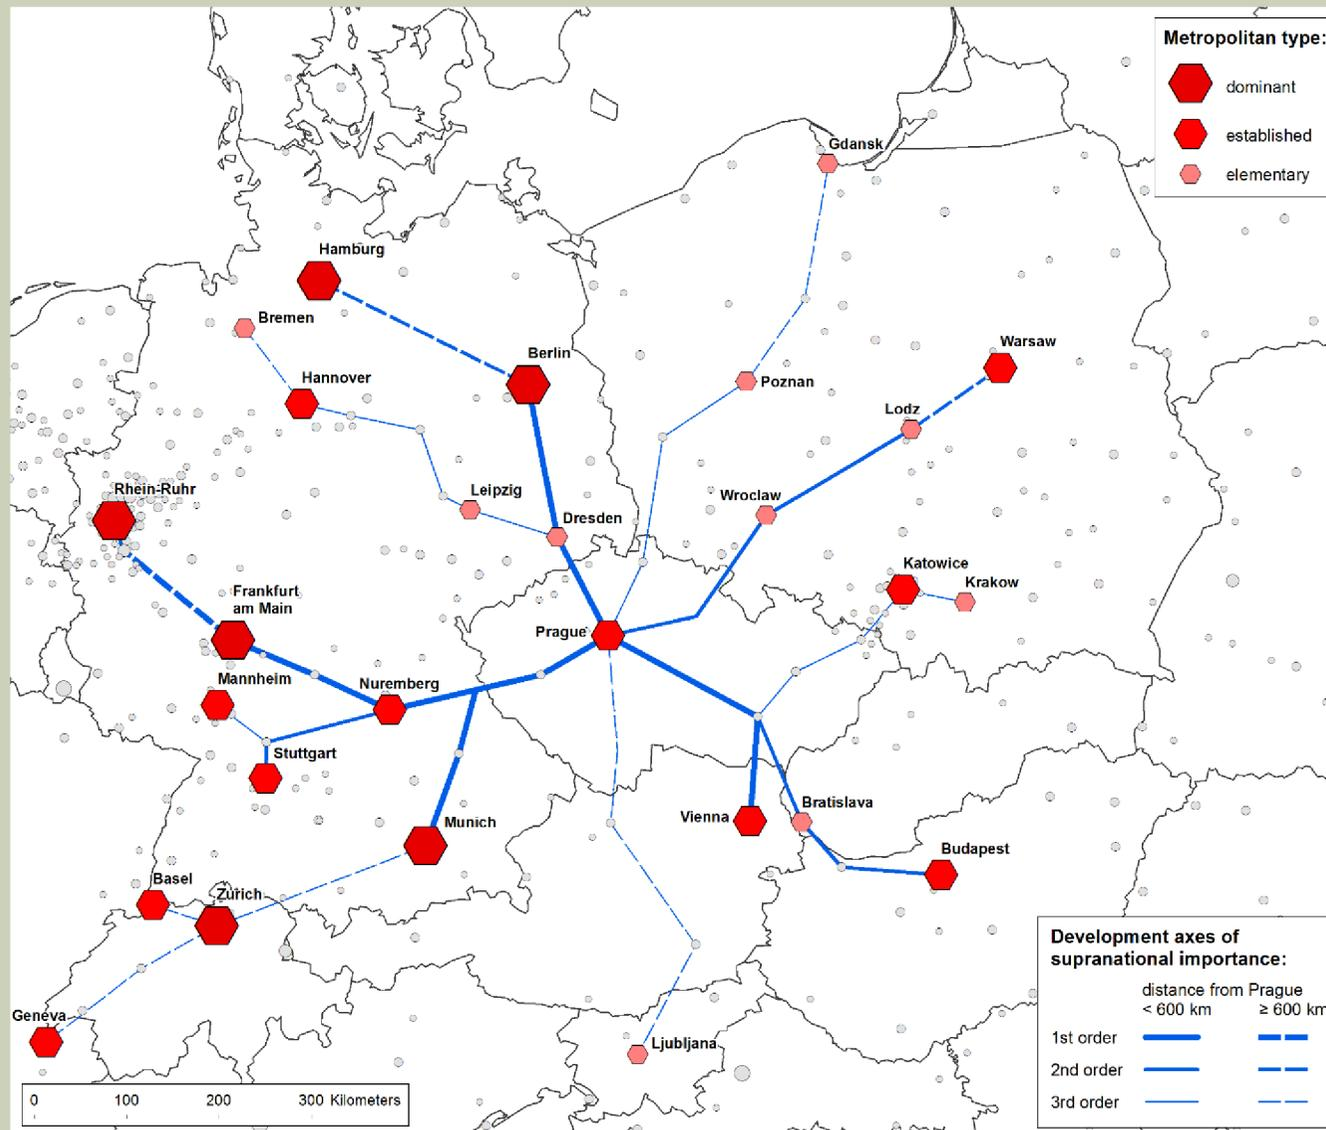 Metropolitan type:
dominant
established
elementary
Gdansk
Hamburg
Bremen
Berlin
Warsaw
Hannover
Poznan
Lodz
Rhein-Ruhr
Leipzig
Wroclaw
Dresden
Katowice
Krakow
Frankfurt
am Main
Prague
Mannheim
Nuremberg
Stuttgart
Vienna
Bratislava
Munich
Budapest
Basel
Zurich
Geneva
Ljubljana
Development axes of
supranational importance:
distance from Prague
< 600 km ≥ 600 km
1st order
2nd order
3rd order
0 100 200 300 Kilometers